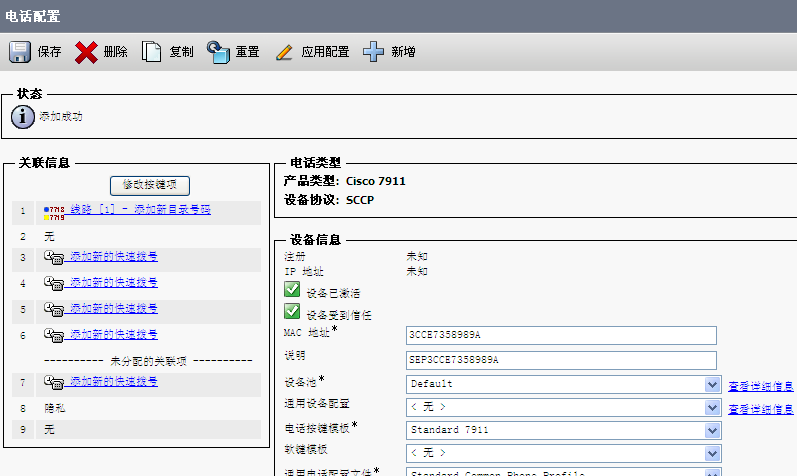 电话配置
保存 删除 复制 重置 应用配置 新增
状态
添加成功
关联信息
修改按键项
1 7713 7719 线路 [1] - 添加新目录号码
2 无
3 添加新的快速拨号
4 添加新的快速拨号
5 添加新的快速拨号
6 添加新的快速拨号
---------- 未分配的关联项 ----------
7 添加新的快速拨号
8 隐私
9 无
电话类型
产品类型: Cisco 7911
设备协议: SCCP
设备信息
注册 未知
IP 地址 未知
设备已激活
设备受到信任
MAC 地址* 3CCE7358989A
说明 SEP3CCE7358989A
设备池* Default 查看详细信息
通用设备配置 < 无 > 查看详细信息
电话按键模板* Standard 7911
软键模板 < 无 >
通用电话配置文件* Standard Common Phone Profile